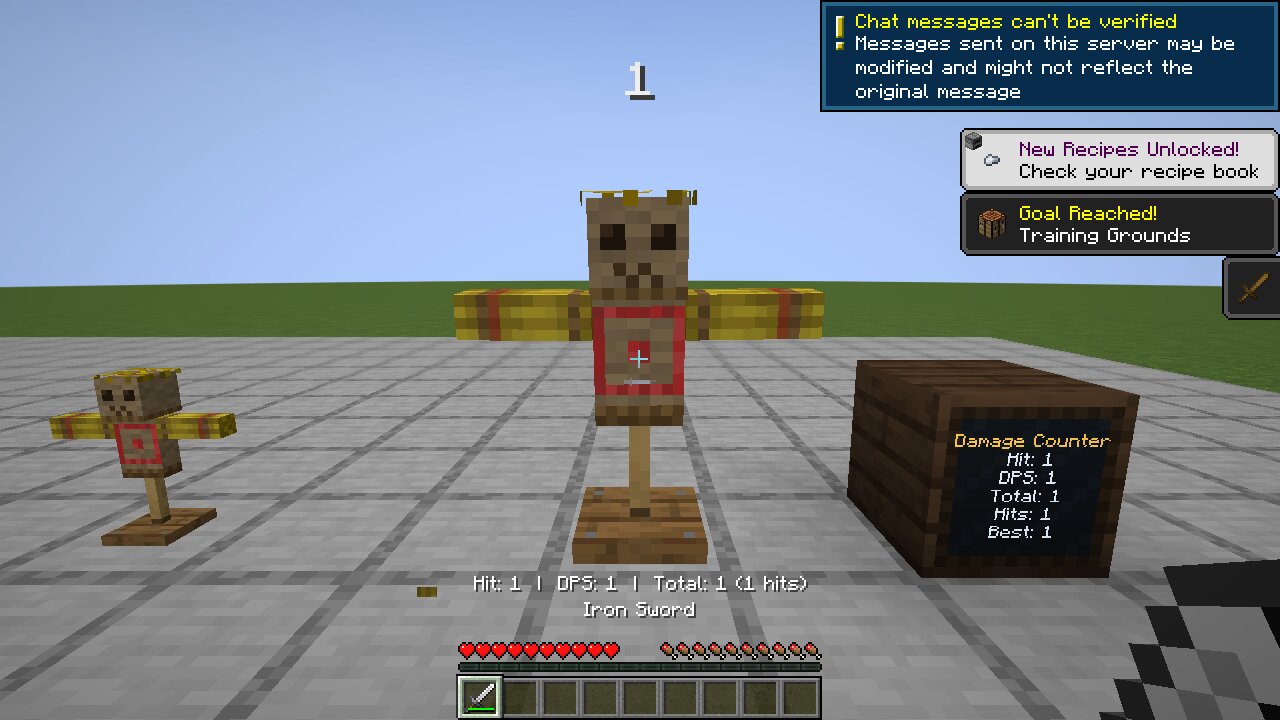 Chat messages can't be verified
Messages sent on this server may be
modified and might not reflect the
original message
1
New Recipes Unlocked!
Check your recipe book
Goal Reached!
Training Grounds
Damage Counter
Hit: 1
DPS: 1
Total: 1
Hits: 1
Best: 1
Hit: 1 | DPS: 1 | Total: 1 (1 hits)
Iron Sword